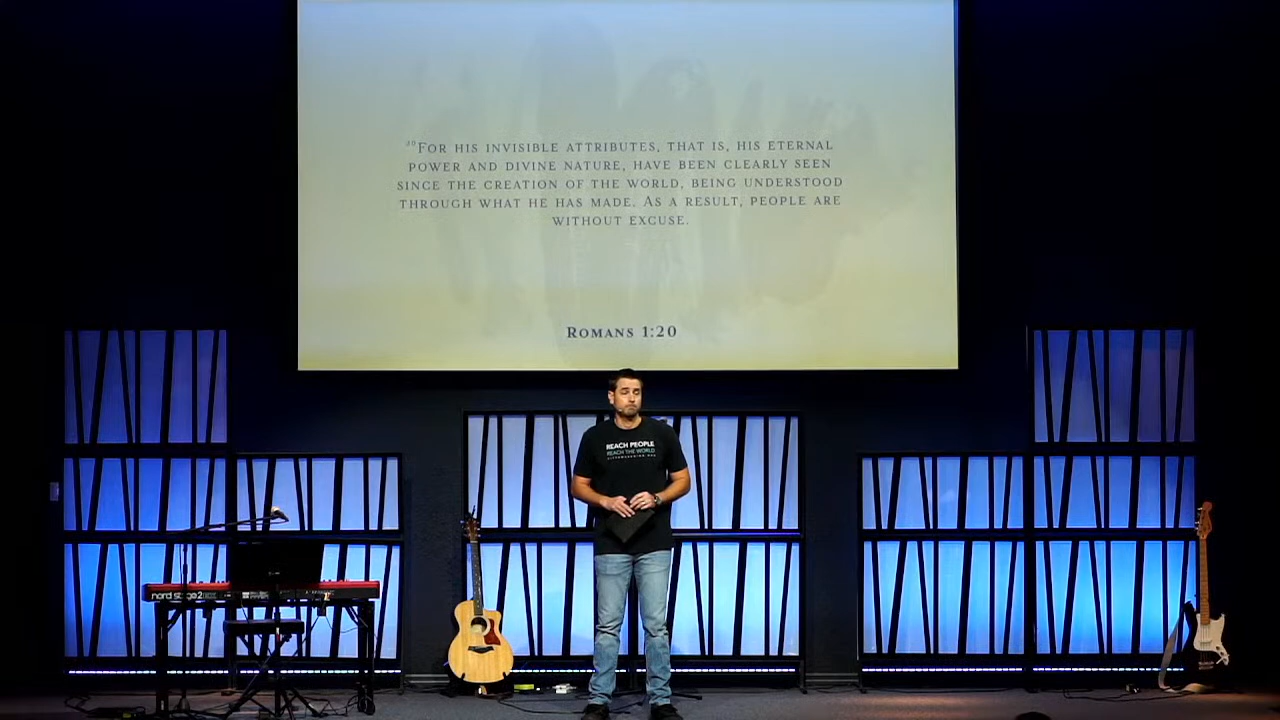 ²⁰For his invisible attributes, that is, his eternal
power and divine nature, have been clearly seen
since the creation of the world, being understood
through what he has made. As a result, people are
without excuse.
Romans 1:20
REACH PEOPLE
REACH THE WORLD
nord stage 2